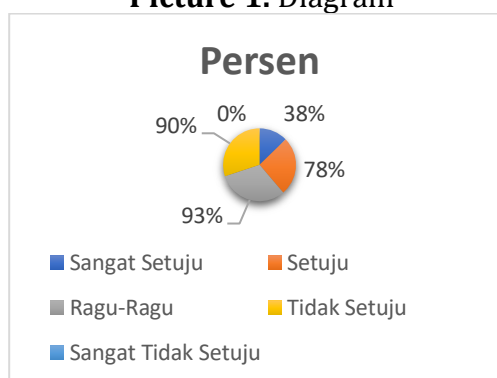 Picture 1. Diagram
Persen
0%
38%
90%
78%
93%
Sangat Setuju
Setuju
Ragu-Ragu
Tidak Setuju
Sangat Tidak Setuju